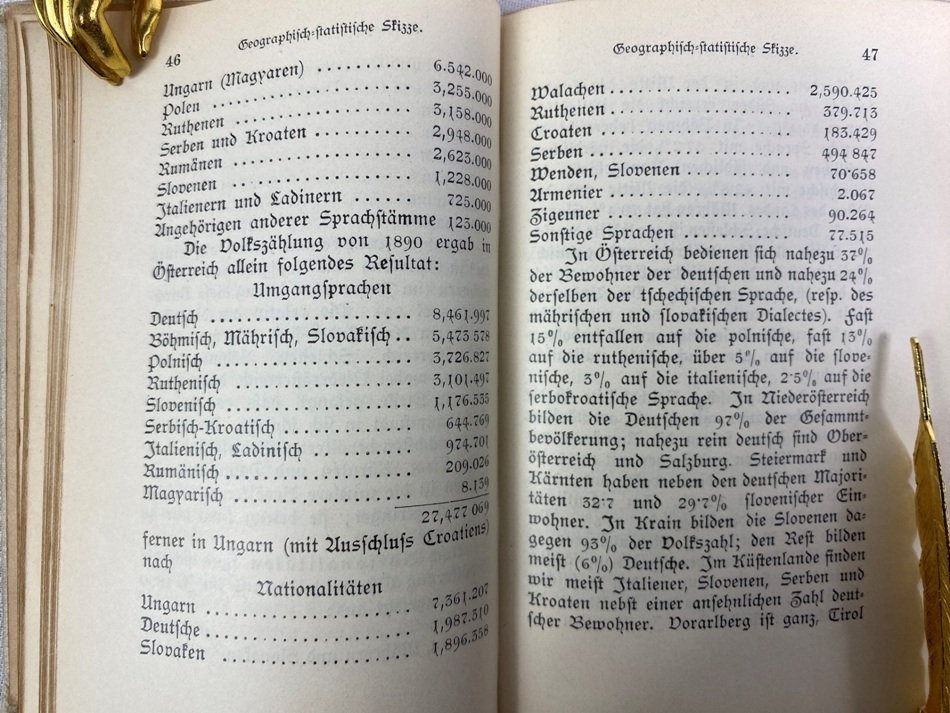 46
Geographisch-statistische Skizze.
Ungarn (Magyaren) .......... 6.542.000
Polen .................... 3,255.000
Ruthenen .................. 3,158.000
Serben und Kroaten .......... 2,948.000
Rumänen .................. 2,623.000
Slovenen .................. 1,228.000
Italienern und Ladinern ....... 725.000
Angehörigen anderer Sprachstämme 123.000
Die Volkszählung von 1890 ergab in
Österreich allein folgendes Resultat:
Umgangsprachen
Deutsch .................. 8,461.997
Böhmisch, Mährisch, Slovakisch .. 5,473 578
Polnisch .................. 3,726.827
Ruthenisch ................ 3,101.497
Slovenisch ................ 1,176.535
Serbisch-Kroatisch ............ 644.769
Italienisch, Ladinisch .......... 974.701
Rumänisch .................. 209.026
Magyarisch .................. 8.139
27,477 069
ferner in Ungarn (mit Ausschluss Croatiens)
nach
Nationalitäten
Ungarn .................. 7,361.207
Deutsche .................. 1,987.310
Slovaken .................. 1,896.358
Geographisch-statistische Skizze.
47
Walachen .................. 2,590.425
Ruthenen .................. 379.713
Croaten .................. 183.429
Serben .................. 494 847
Wenden, Slovenen ............ 70·658
Armenier .................. 2.067
Zigeuner .................. 90.264
Sonstige Sprachen ............ 77.515
In Österreich bedienen sich nahezu 37%
der Bewohner der deutschen und nahezu 24%
derselben der tschechischen Sprache, (resp. des
mährischen und slovakischen Dialectes). Fast
15% entfallen auf die polnische, fast 13%
auf die ruthenische, über 5% auf die slove-
nische, 3% auf die italienische, 2·5% auf die
serbokroatische Sprache. In Niederösterreich
bilden die Deutschen 97% der Gesammt-
bevölkerung; nahezu rein deutsch sind Ober-
österreich und Salzburg. Steiermark und
Kärnten haben neben den deutschen Majori-
täten 32·7 und 29·7% slovenischer Ein-
wohner. In Krain bilden die Slovenen da-
gegen 93% der Volkszahl; den Rest bilden
meist (6%) Deutsche. Im Küstenlande finden
wir meist Italiener, Slovenen, Serben und
Kroaten nebst einer ansehnlichen Zahl deut-
scher Bewohner. Vorarlberg ist ganz, Tirol